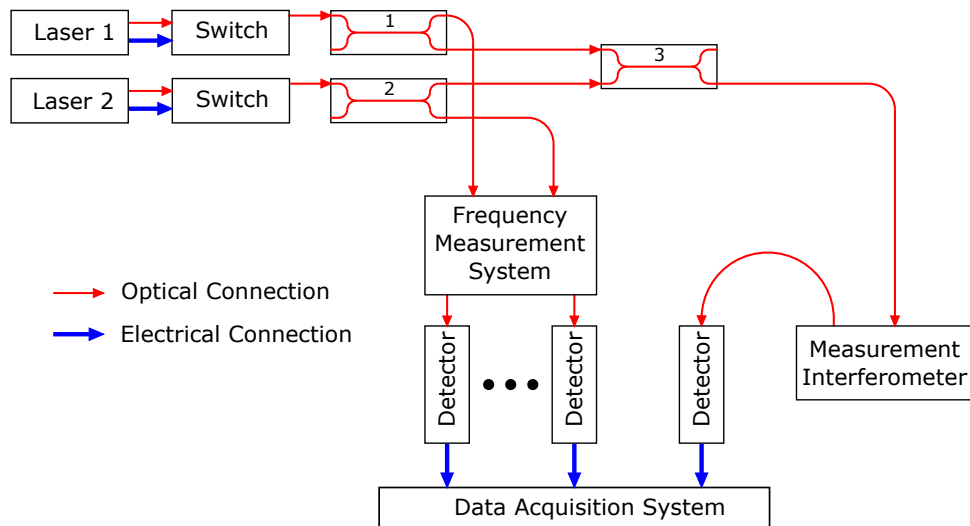 Laser 1
Switch
1
Laser 2
Switch
2
3
Frequency
Measurement
System
Optical Connection
Electrical Connection
Detector
Detector
Detector
Measurement
Interferometer
Data Acquisition System